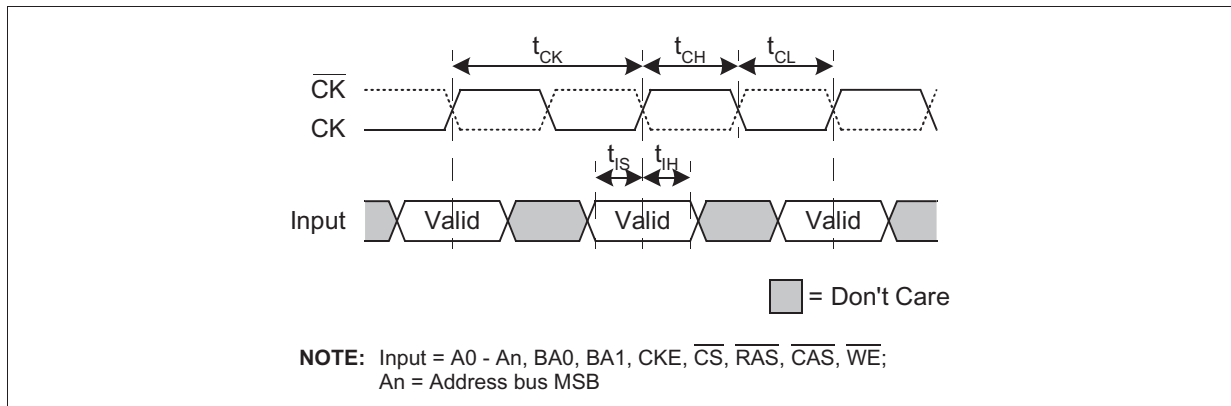 tCK tCH tCL
CK
CK
tIS tIH
Input Valid Valid Valid
= Don't Care
NOTE: Input = A0 - An, BA0, BA1, CKE, CS, RAS, CAS, WE;
An = Address bus MSB